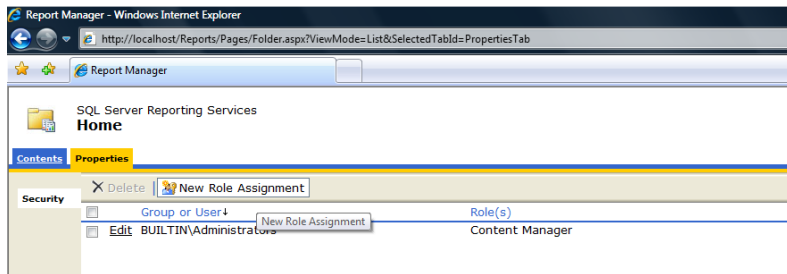 Report Manager - Windows Internet Explorer
http://localhost/Reports/Pages/Folder.aspx?ViewMode=List&SelectedTabId=PropertiesTab
Report Manager
SQL Server Reporting Services
Home
Contents Properties
Delete | New Role Assignment
Security
Group or User↓ Role(s)
New Role Assignment
Edit BUILTIN\Administrators Content Manager